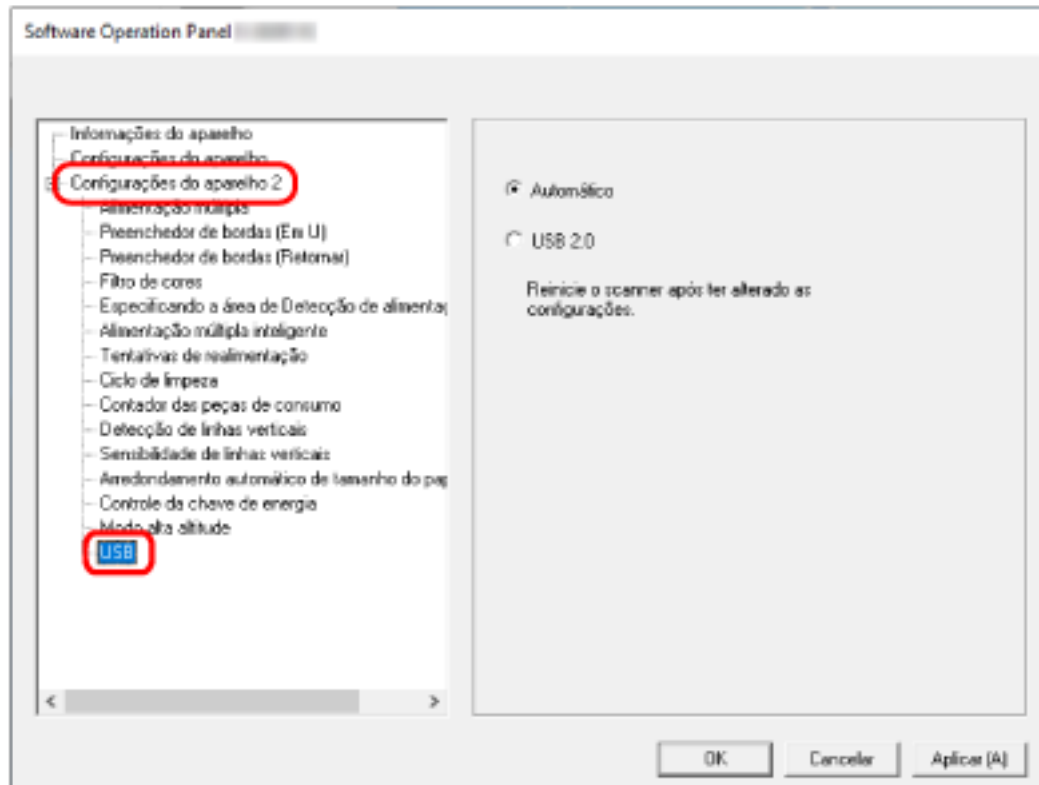 Software Operation Panel
Informações do aparelho
Configurações do aparelho
Configurações do aparelho 2
Alimentação múltipla
Preenchedor de bordas (Em U)
Preenchedor de bordas (Retornar)
Filtro de cores
Especificando a área de Detecção de alimentaç
Alimentação múltipla inteligente
Tentativas de realimentação
Ciclo de limpeza
Contador das peças de consumo
Detecção de linhas verticais
Sensibilidade de linhas verticais
Arredondamento automático de tamanho do pap
Controle da chave de energia
Modo alta altitude
USB
Automático
USB 2.0
Reinicie o scanner após ter alterado as
configurações.
OK
Cancelar
Aplicar (A)